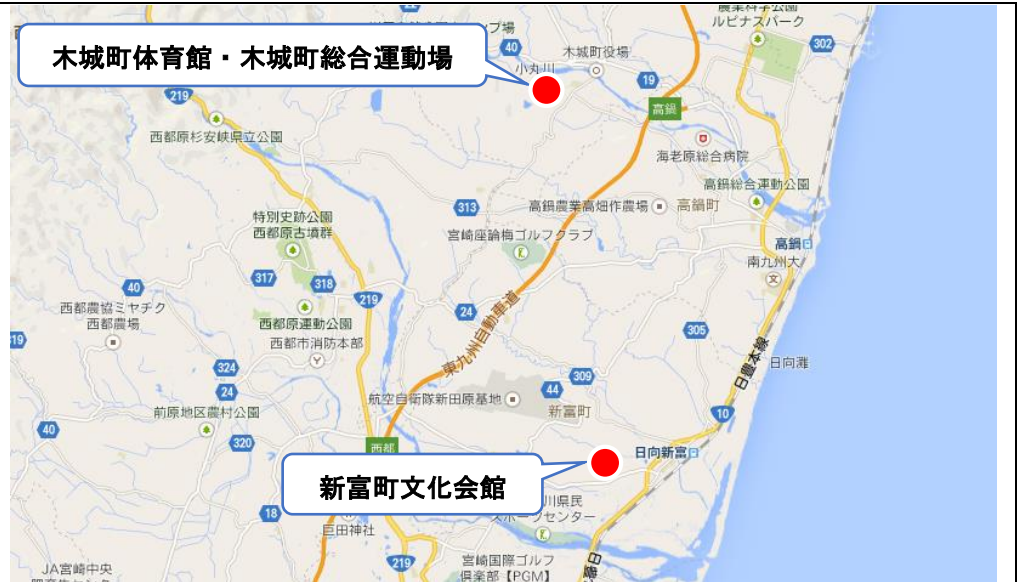 農業科学公園
ルビナスパーク
プ場
木城町体育館・木城町総合運動場
40
木城町役場
302
小丸川
19
219
高鍋
西都原杉安峡県立公園
海老原総合病院
高鍋総合運動公園
313
高鍋農業高畑作農場
高鍋町
特別史跡公園
西都原古墳群
宮崎座論梅ゴルフクラブ
高鍋
南九州大
317
318
40
219
西都農協ミヤチク
西都農場
24
西都原運動公園
東九州自動車道
305
319
西都市消防本部
日豊本線
日向灘
324
309
24
44
航空自衛隊新田原基地
前原地区農村公園
新富町
10
40
320
西都
日向新富
新富町文化会館
川県民
スポーツセンター
18
巨田神社
219
宮崎国際ゴルフ
倶楽部【PGM】
JA宮崎中央